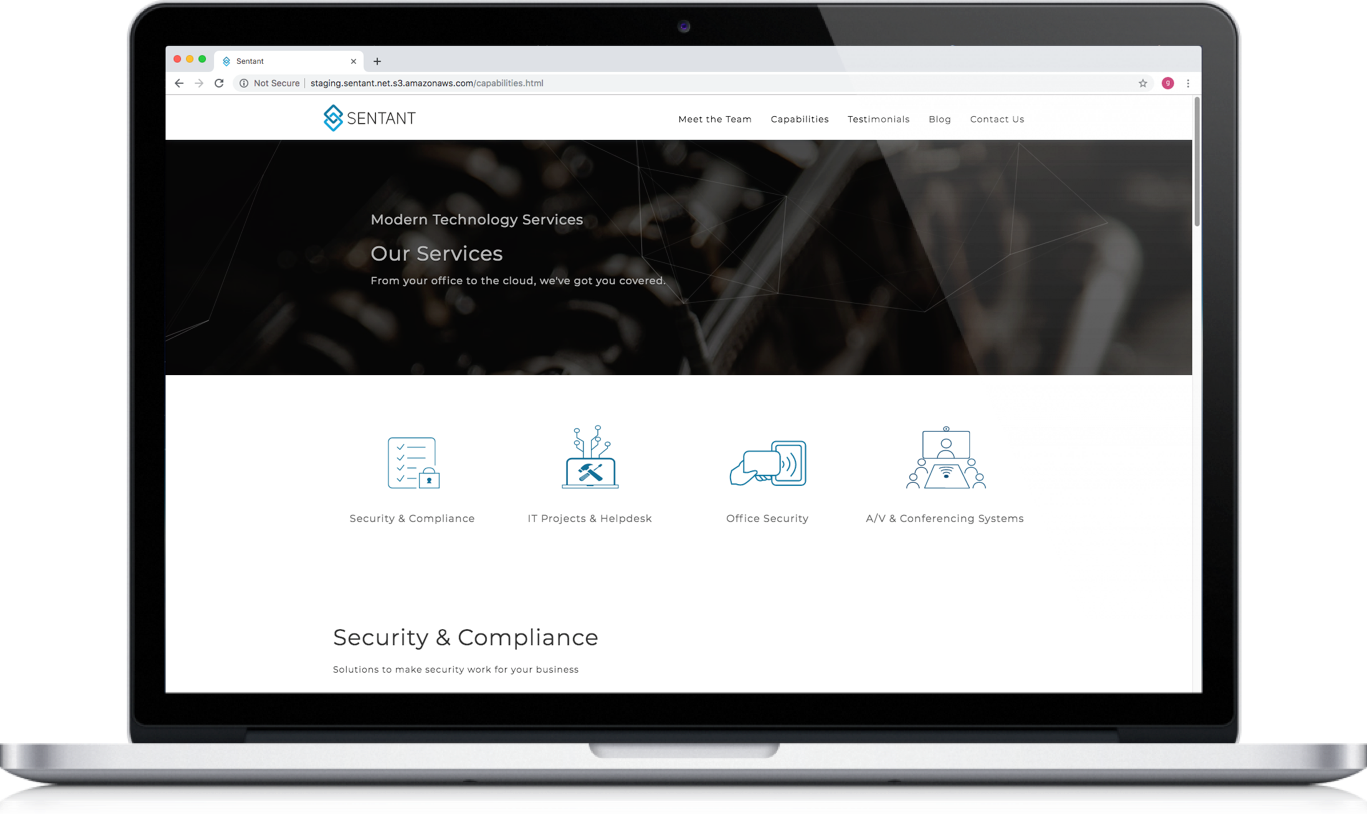 Sentant
Not Secure staging.sentant.net.s3.amazonaws.com/capabilities.html
9
SENTANT
Meet the Team Capabilities Testimonials Blog Contact Us
Modern Technology Services
Our Services
From your office to the cloud, we've got you covered.
Security & Compliance IT Projects & Helpdesk Office Security A/V & Conferencing Systems
Security & Compliance
Solutions to make security work for your business